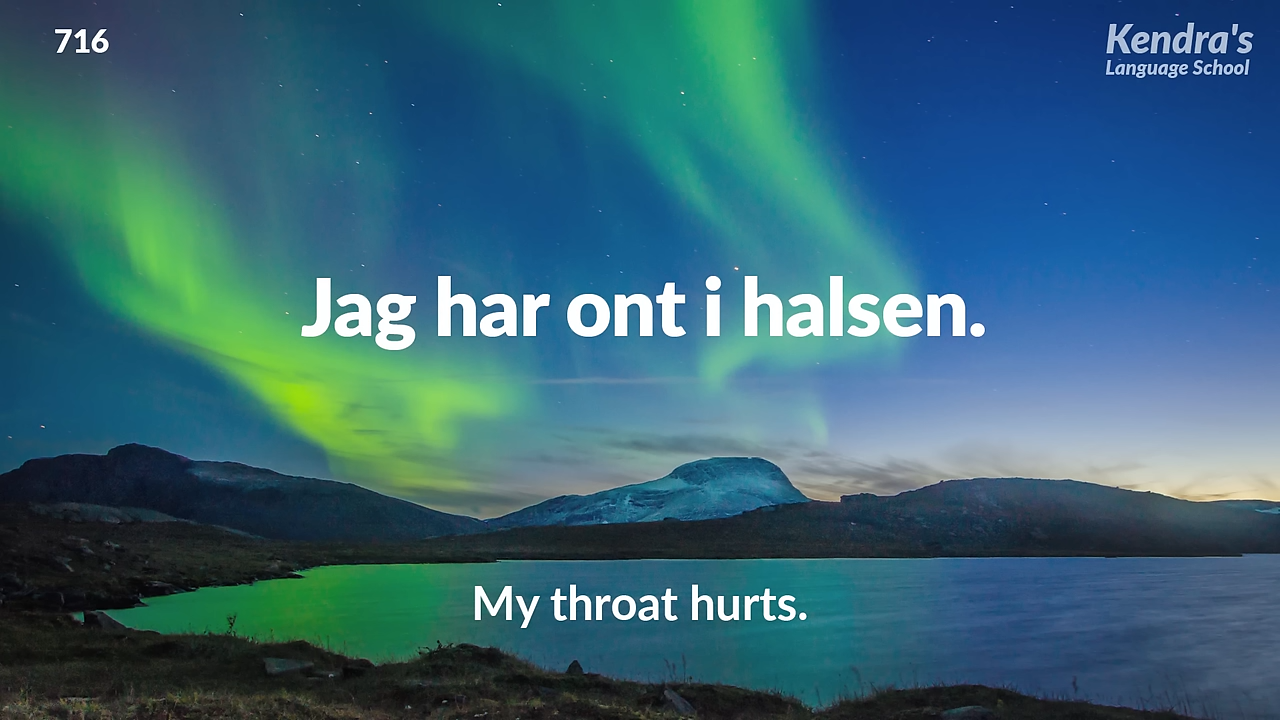 716
Kendra's
Language School
Jag har ont i halsen.
My throat hurts.